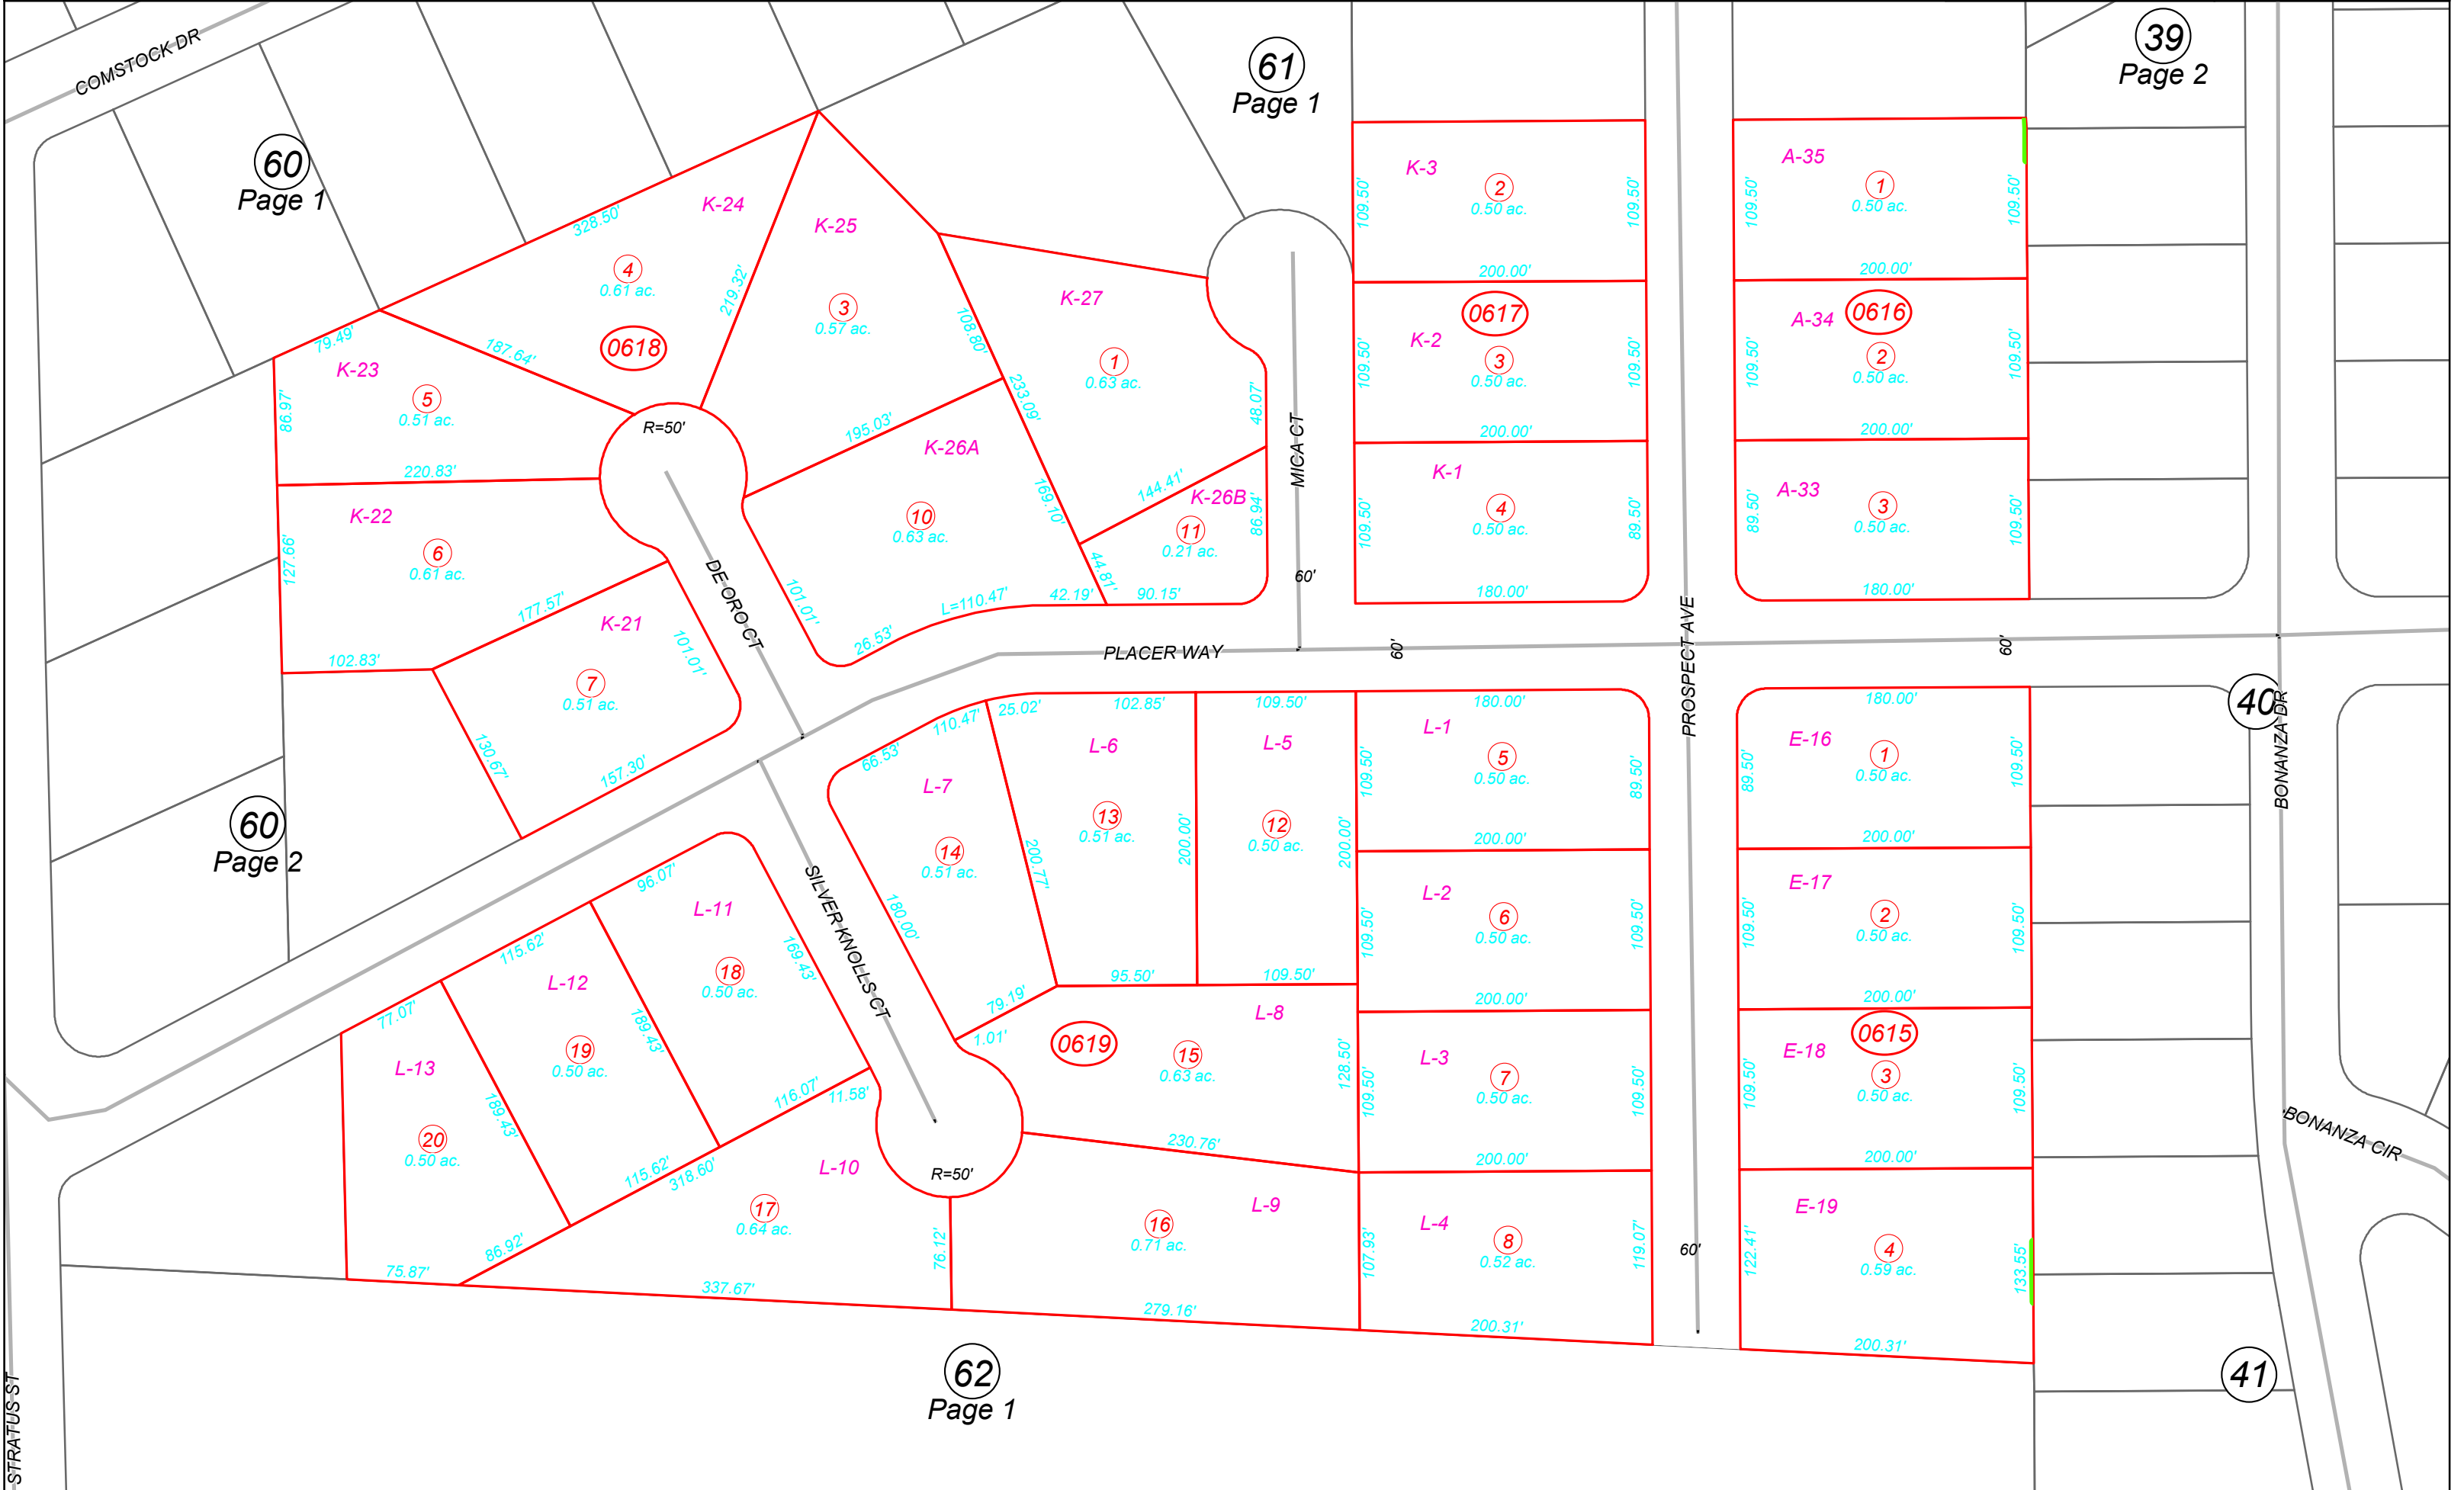 COMSTOCK DR
60
Page 1
61
Page 1
39
Page 2
K-24
328.50'
4
0.61 ac.
219.32'
187.64'
0618
K-25
3
0.57 ac.
108.80'
195.03'
K-27
1
0.63 ac.
233.09'
48.07'
144.41'
79.49'
K-23
86.97'
5
0.51 ac.
220.83'
R=50'
K-22
127.66'
6
0.61 ac.
177.57'
102.83'
K-21
7
0.51 ac.
101.01'
130.67'
157.30'
DE ORO CT
K-26A
10
0.63 ac.
169.10'
101.01'
26.53'
L=110.47'
42.19'
44.81'
K-26B
11
0.21 ac.
86.94'
90.15'
MICA CT
60'
K-3
2
0.50 ac.
109.50'
109.50'
200.00'
0617
K-2
3
0.50 ac.
109.50'
109.50'
200.00'
K-1
4
0.50 ac.
109.50'
89.50'
180.00'
A-35
1
0.50 ac.
109.50'
109.50'
200.00'
0616
A-34
2
0.50 ac.
109.50'
109.50'
200.00'
A-33
3
0.50 ac.
89.50'
109.50'
180.00'
PLACER WAY
60'
PROSPECT AVE
60'
40
BONANZA DR
60
Page 2
66.53'
110.47'
25.02'
102.85'
109.50'
L-7
14
0.51 ac.
180.00'
200.77'
79.19'
L-6
13
0.51 ac.
200.00'
95.50'
L-5
12
0.50 ac.
200.00'
109.50'
180.00'
L-1
5
0.50 ac.
109.50'
89.50'
200.00'
L-2
6
0.50 ac.
109.50'
109.50'
200.00'
L-3
7
0.50 ac.
109.50'
109.50'
200.00'
L-4
8
0.52 ac.
107.93'
119.07'
200.31'
60'
180.00'
E-16
1
0.50 ac.
89.50'
109.50'
200.00'
E-17
2
0.50 ac.
109.50'
109.50'
200.00'
0615
E-18
3
0.50 ac.
109.50'
109.50'
200.00'
E-19
4
0.59 ac.
122.41'
133.55'
200.31'
SILVER KNOLLS CT
96.07'
L-11
18
0.50 ac.
169.43'
189.43'
116.07'
115.62'
L-12
19
0.50 ac.
189.43'
115.62'
77.07'
L-13
20
0.50 ac.
86.92'
75.87'
11.58'
318.60'
L-10
17
0.64 ac.
337.67'
76.12'
R=50'
1.01'
0619
L-8
15
0.63 ac.
128.50'
230.76'
L-9
16
0.71 ac.
279.16'
BONANZA CIR
STRATUS ST
62
Page 1
41